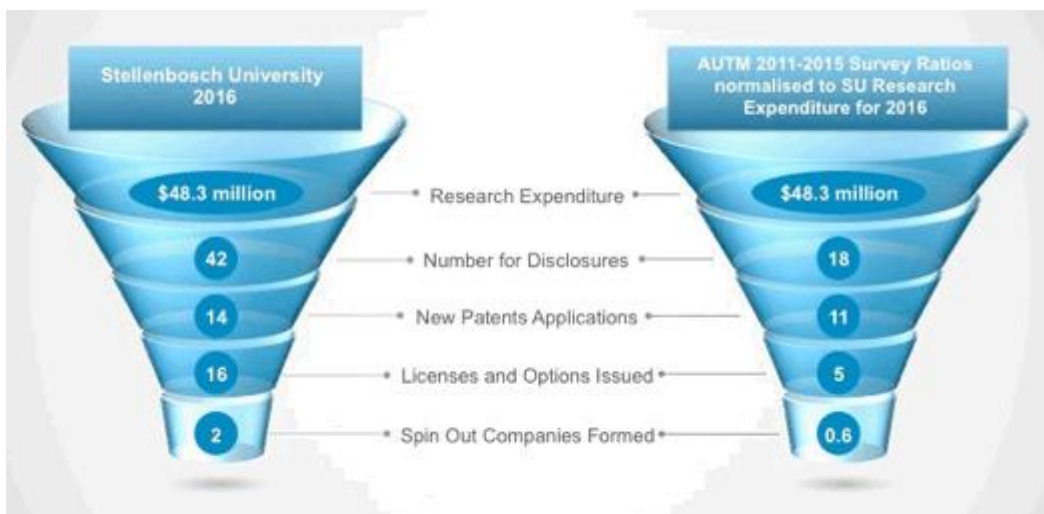 Stellenbosch University
2016
AUTM 2011-2015 Survey Ratios
normalised to SU Research
Expenditure for 2016
$48.3 million
Research Expenditure
$48.3 million
42
Number for Disclosures
18
14
New Patents Applications
11
16
Licenses and Options Issued
5
2
Spin Out Companies Formed
0.6